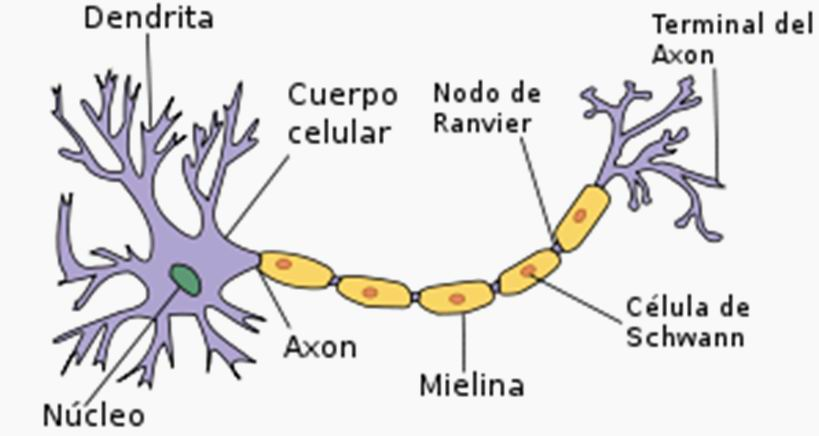 Dendrita
Terminal del
Axon
Cuerpo
celular
Nodo de
Ranvier
Célula de
Schwann
Axon
Mielina
Núcleo